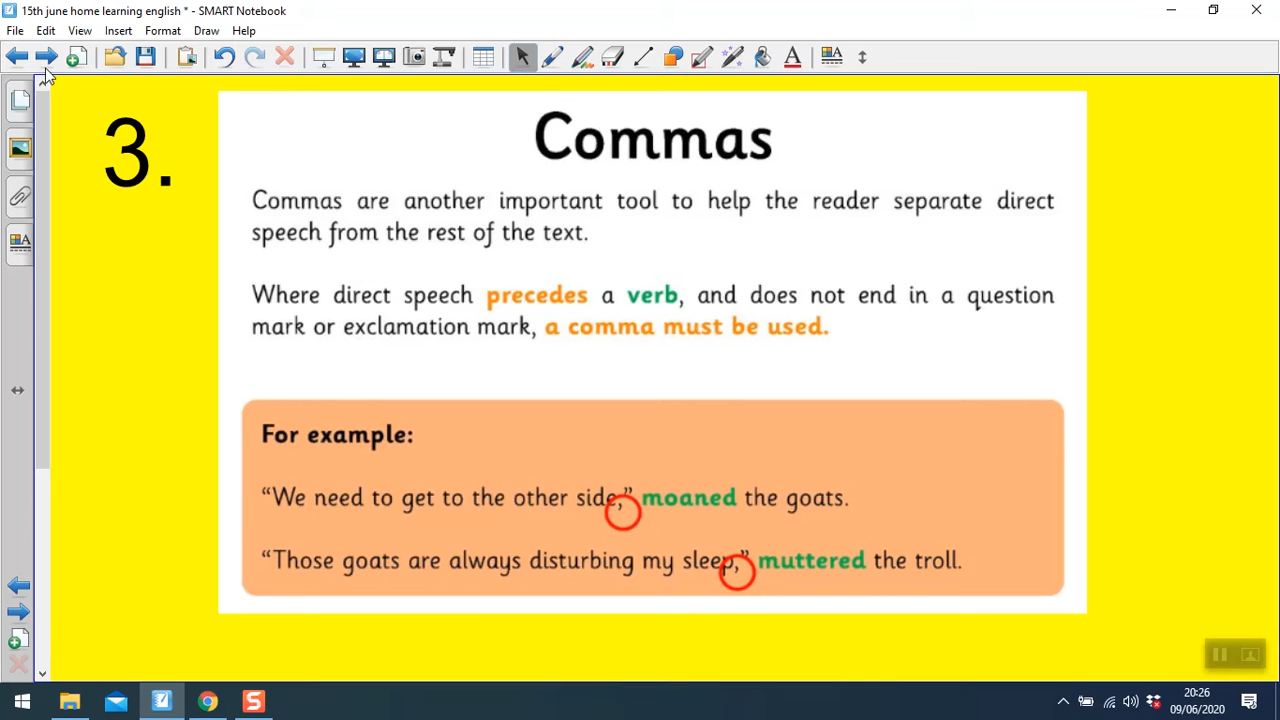 15th june home learning english * - SMART Notebook
File Edit View Insert Format Draw Help
3.
Commas
Commas are another important tool to help the reader separate direct
speech from the rest of the text.
Where direct speech precedes a verb, and does not end in a question
mark or exclamation mark, a comma must be used.
For example:
“We need to get to the other side,” moaned the goats.
“Those goats are always disturbing my sleep,” muttered the troll.
20:26
09/06/2020